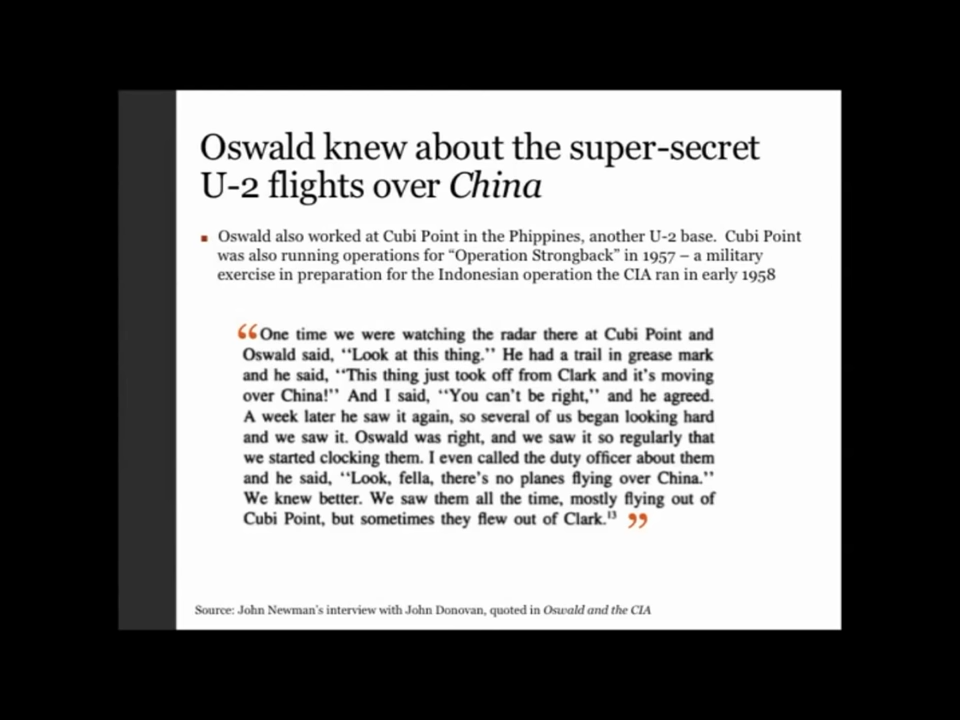 Oswald knew about the super-secret
U-2 flights over China
▪ Oswald also worked at Cubi Point in the Phippines, another U-2 base. Cubi Point
was also running operations for “Operation Strongback” in 1957 – a military
exercise in preparation for the Indonesian operation the CIA ran in early 1958
“One time we were watching the radar there at Cubi Point and
Oswald said, “Look at this thing.” He had a trail in grease mark
and he said, “This thing just took off from Clark and it’s moving
over China!” And I said, “You can’t be right,” and he agreed.
A week later he saw it again, so several of us began looking hard
and we saw it. Oswald was right, and we saw it so regularly that
we started clocking them. I even called the duty officer about them
and he said, “Look, fella, there’s no planes flying over China.”
We knew better. We saw them all the time, mostly flying out of
Cubi Point, but sometimes they flew out of Clark.¹³ ”
Source: John Newman’s interview with John Donovan, quoted in Oswald and the CIA